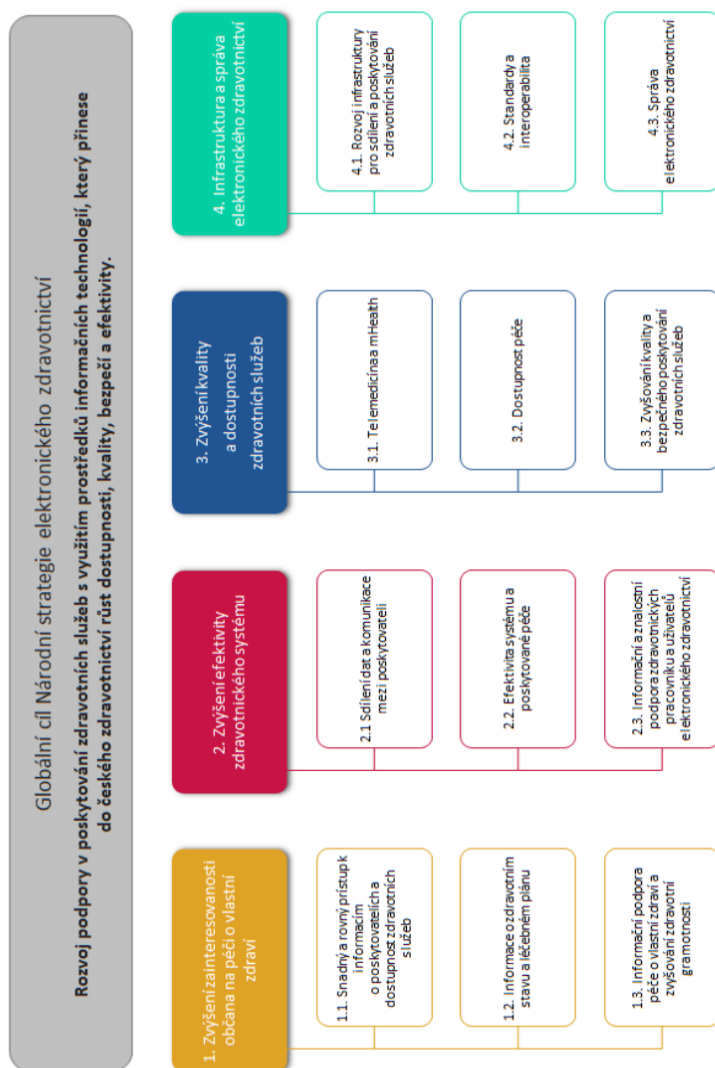 Globální cíl Národní strategie elektronického zdravotnictví
Rozvoj podpory v poskytování zdravotních služeb s využitím prostředků informačních technologií, který přinese
do českého zdravotnictví růst dostupnosti, kvality, bezpečí a efektivity.
1. Zvýšení zainteresovanosti
občana na péči o vlastní
zdraví
1.1. Snadný a rovný prístup k
informacím
o poskytovatelích a
dostupnost zdravotních
služeb
1.2. Informace o zdravotním
stavu a léčebném plánu
1.3. Informační podpora
péče o vlastní zdraví a
zvyšování zdravotní
gramotnosti
2. Zvýšení efektivity
zdravotnického systému
2.1 Sdílení dat a komunikace
mezi poskytovateli
2.2. Efektivita systému a
poskytované péče
2.3. Informační a znalostní
podpora zdravotnických
pracovníku a uživatelů
elektronického zdravotnictví
3. Zvýšení kvality
a dostupnosti
zdravotních služeb
3.1. Telemedicína a mHealth
3.2. Dostupnost péče
3.3. Zvyšování kvality a
bezpečného poskytování
zdravotních služeb
4. Infrastruktura a správa
elektronického zdravotnictví
4.1. Rozvoj infrastruktury
pro sdílení a poskytování
zdravotních služeb
4.2. Standardy a
interoperabilita
4.3. Správa
elektronického zdravotnictví